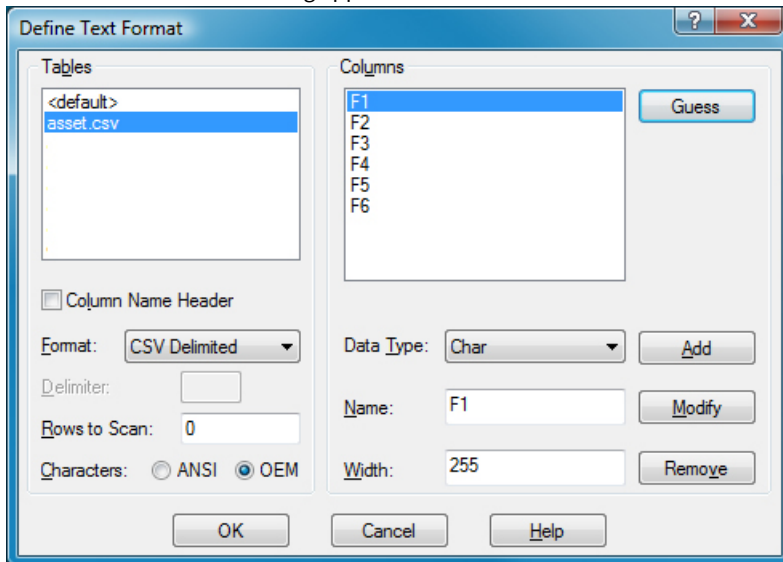 Define Text Format
Tables
<default>
asset.csv
Column Name Header
Format: CSV Delimited
Delimiter:
Rows to Scan: 0
Characters: ANSI OEM
Columns
F1
F2
F3
F4
F5
F6
Guess
Data Type: Char
Add
Name: F1
Modify
Width: 255
Remove
OK Cancel Help